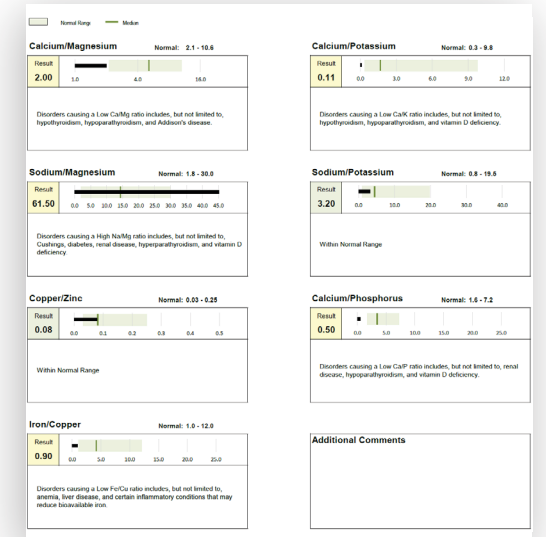 Normal Range Median
Calcium/Magnesium Normal: 2.1 - 10.6
Result
2.00
1.0 4.0 16.0
Disorders causing a Low Ca/Mg ratio includes, but not limited to,
hypothyroidism, hypoparathyroidism, and Addison's disease.
Calcium/Potassium Normal: 0.3 - 9.8
Result
0.11
0.0 3.0 6.0 9.0 12.0
Disorders causing a Low Ca/K ratio includes, but not limited to,
hypothyroidism, hypoparathyroidism, and vitamin D deficiency.
Sodium/Magnesium Normal: 1.8 - 30.0
Result
61.50
0.0 5.0 10.0 15.0 20.0 25.0 30.0 35.0 40.0 45.0
Disorders causing a High Na/Mg ratio includes, but not limited to,
Cushings, diabetes, renal disease, hyperparathyroidism, and vitamin D
deficiency.
Sodium/Potassium Normal: 0.8 - 19.5
Result
3.20
0.0 10.0 20.0 30.0 40.0
Within Normal Range
Copper/Zinc Normal: 0.03 - 0.25
Result
0.08
0.0 0.1 0.2 0.3 0.4 0.5
Within Normal Range
Calcium/Phosphorus Normal: 1.6 - 7.2
Result
0.50
0.0 5.0 10.0 15.0 20.0 25.0
Disorders causing a Low Ca/P ratio includes, but not limited to, renal
disease, hypoparathyroidism, and vitamin D deficiency.
Iron/Copper Normal: 1.0 - 12.0
Result
0.90
0.0 5.0 10.0 15.0 20.0 25.0
Disorders causing a Low Fe/Cu ratio includes, but not limited to,
anemia, liver disease, and certain inflammatory conditions that may
reduce bioavailable iron.
Additional Comments